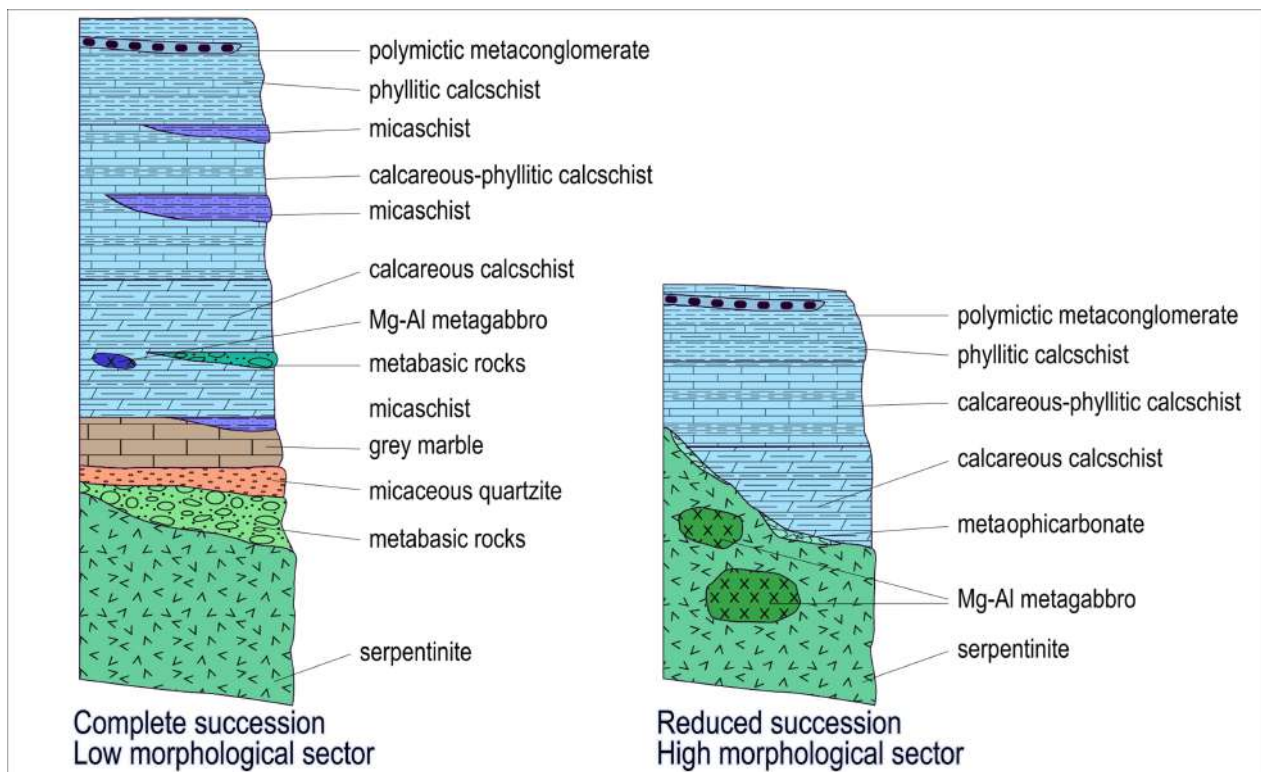 polymictic metaconglomerate
phyllitic calcschist
micaschist
calcareous-phyllitic calcschist
micaschist
calcareous calcschist
Mg-Al metagabbro
metabasic rocks
micaschist
grey marble
micaceous quartzite
metabasic rocks
serpentinite
Complete succession
Low morphological sector
polymictic metaconglomerate
phyllitic calcschist
calcareous-phyllitic calcschist
calcareous calcschist
metaophicarbonate
Mg-Al metagabbro
serpentinite
Reduced succession
High morphological sector